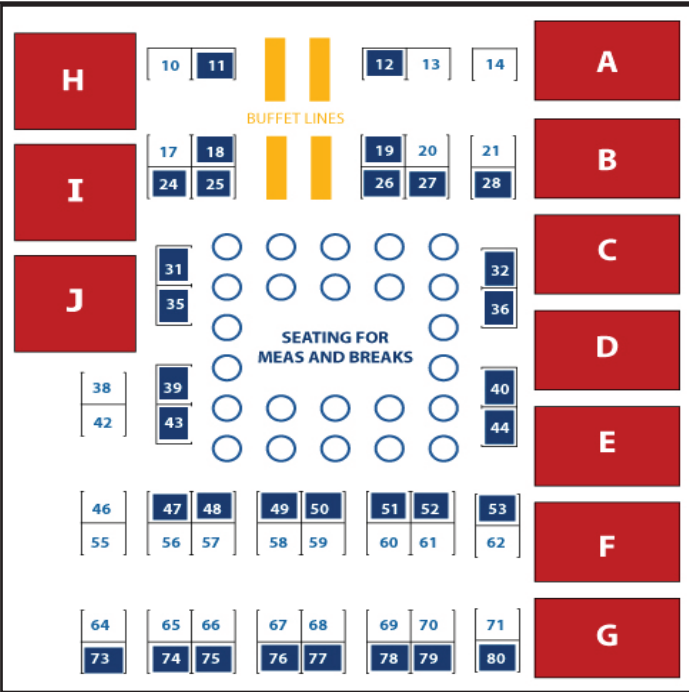 H 10 11 12 13 14 A
BUFFET LINES
17 18 19 20 21 B
I 24 25 26 27 28
31 32 C
J 35 36
SEATING FOR
MEAS AND BREAKS
D
38 39 40
42 43 44 E
46 47 48 49 50 51 52 53
55 56 57 58 59 60 61 62 F
64 65 66 67 68 69 70 71 G
73 74 75 76 77 78 79 80